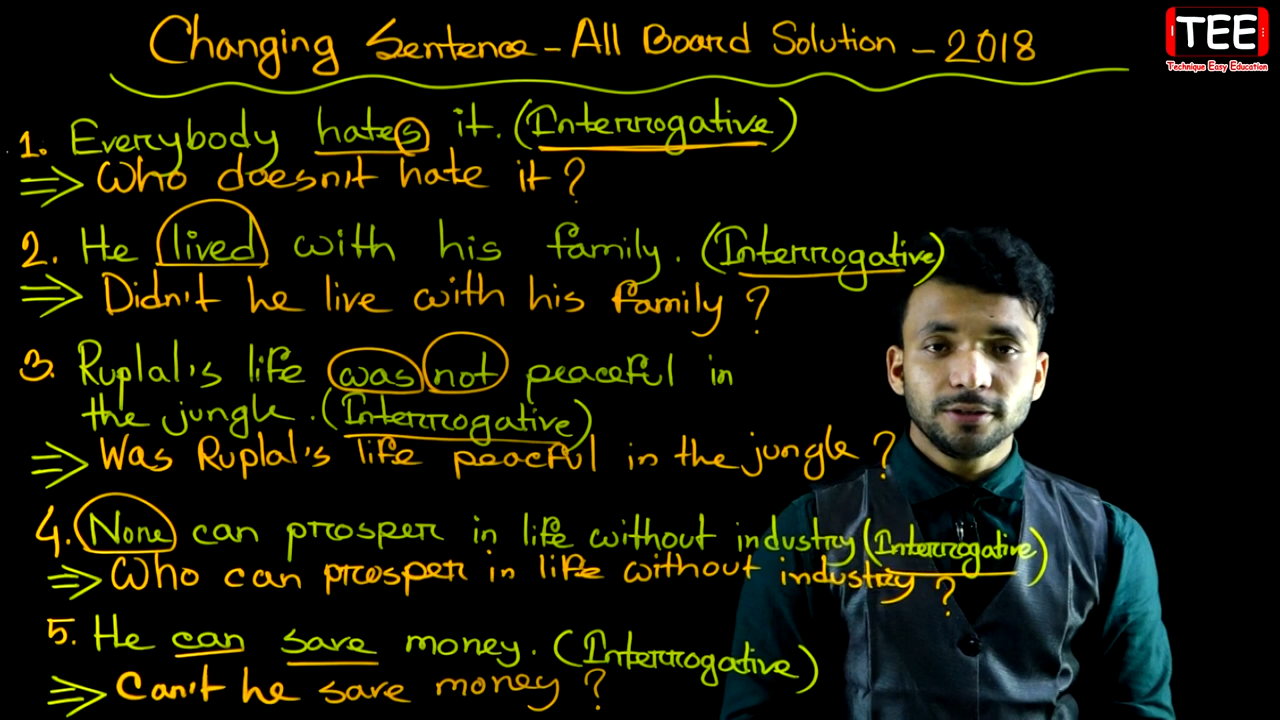 Changing Sentence - All Board Solution - 2018
TEE
Technique Easy Education
1. Everybody hates it. (Interrogative)
⇒ Who doesn't hate it?
2. He lived with his family. (Interrogative)
⇒ Didn't he live with his family?
3. Ruplal's life was not peaceful in
the jungle. (Interrogative)
⇒ Was Ruplal's life peacful in the jungle?
4. None can prosper in life without industry (Interrogative)
⇒ Who can prosper in life without industry?
5. He can save money. (Interrogative)
⇒ Can't he save money?